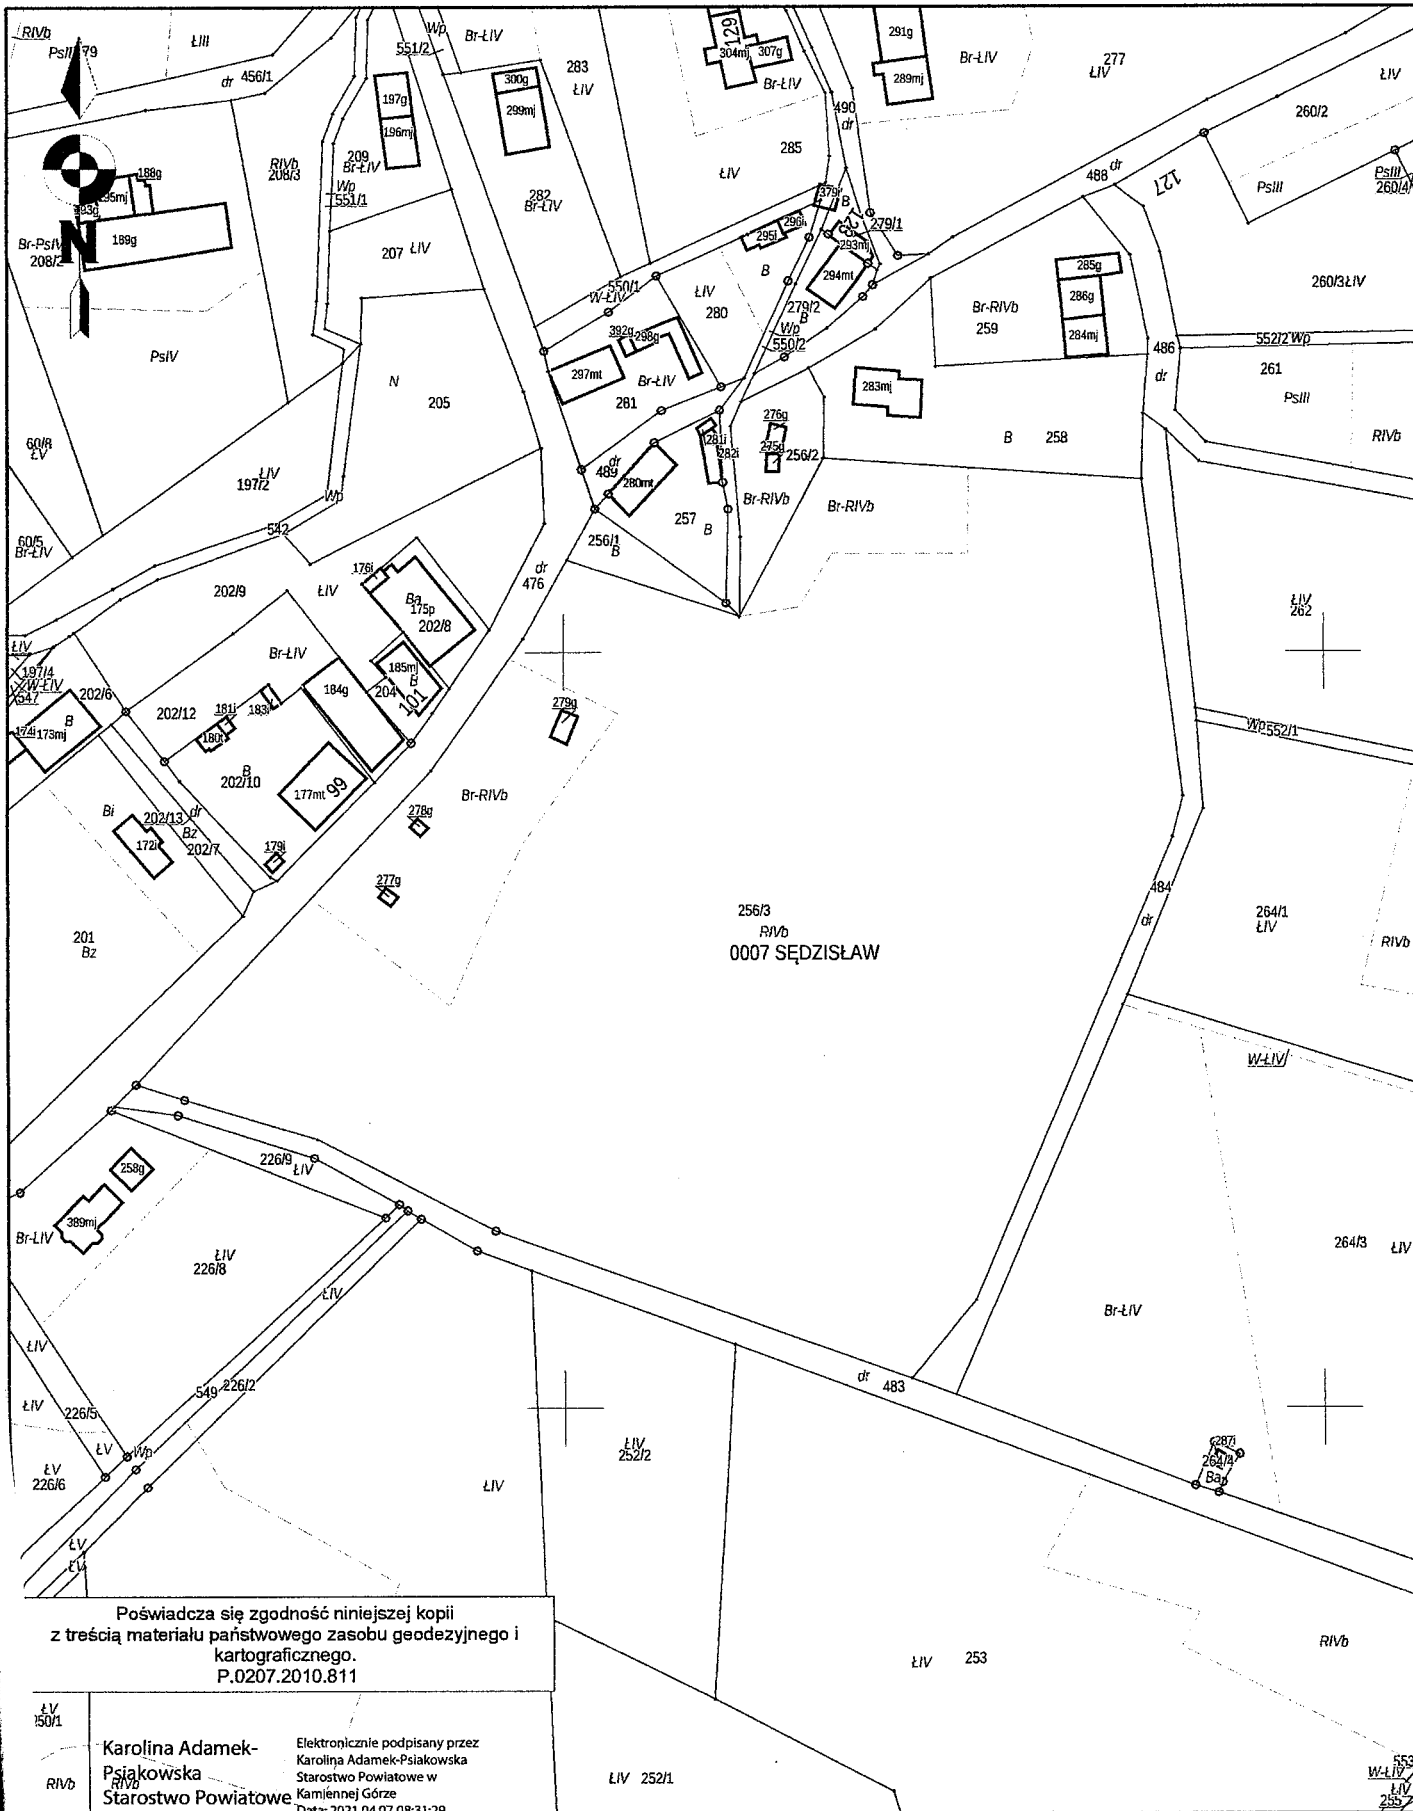 RIVb
ŁIII
dr
456/1
551/2
Wp
Br-ŁIV
283
ŁIV
129
304mj
307g
Br-ŁIV
291g
289mj
Br-ŁIV
277
ŁIV
ŁIV
260/2
197g
196mj
300g
299mj
490
dr
285
ŁIV
488
dr
127
PsIII
PsIII
260/4
RIVb
208/3
209
Br-ŁIV
Wp
551/1
188g
189g
208/2
N
282
Br-ŁIV
207
ŁIV
379i
B
279/1
293mj
294mt
295i
296i
B
285g
286g
284mj
260/3
ŁIV
550/1
W-ŁIV
ŁIV
280
279/2
B
Wp
550/2
Br-RIVb
259
486
dr
552/2
Wp
261
PsIII
PsIV
N
205
392g
298g
297mt
Br-ŁIV
281
283mj
B
258
RIVb
60/8
ŁV
ŁIV
197/2
Wp
489
dr
280mt
281i
282i
276g
275g
256/2
Br-RIVb
Br-RIVb
257
B
60/5
Br-ŁIV
542
256/1
B
dr
476
176i
Ba
175p
202/8
202/9
ŁIV
ŁIV
262
ŁIV
197/4
W-ŁIV
547
202/6
Br-ŁIV
184g
185mj
B
204
101
279g
174i
173mj
B
202/12
181i
183i
180t
B
202/10
177mt
99
Wp
552/1
Bi
202/13
dr
Bz
202/7
172i
179i
278g
277g
Br-RIVb
484
dr
264/1
ŁIV
RIVb
201
Bz
256/3
RIVb
0007 SĘDZISŁAW
W-ŁIV
258g
389mj
Br-ŁIV
226/9
ŁIV
ŁIV
226/8
264/3
ŁIV
ŁIV
Br-ŁIV
ŁIV
ŁIV
226/5
549
226/2
dr
483
ŁV
Wp
ŁV
226/6
ŁIV
ŁIV
252/2
287i
264/4
Ba
ŁV
ŁV
Poświadcza się zgodność niniejszej kopii
z treścią materiału państwowego zasobu geodezyjnego i
kartograficznego.
P.0207.2010.811
ŁIV
253
RIVb
ŁV
RIVb
RIVb
Karolina Adamek-
Psiakowska
Starostwo Powiatowe
Elektronicznie podpisany przez
Karolina Adamek-Psiakowska
Starostwo Powiatowe w
Kamiennej Górze
Data: 2021.04.07 08:31:29
ŁIV 252/1
553
W-ŁIV
ŁIV